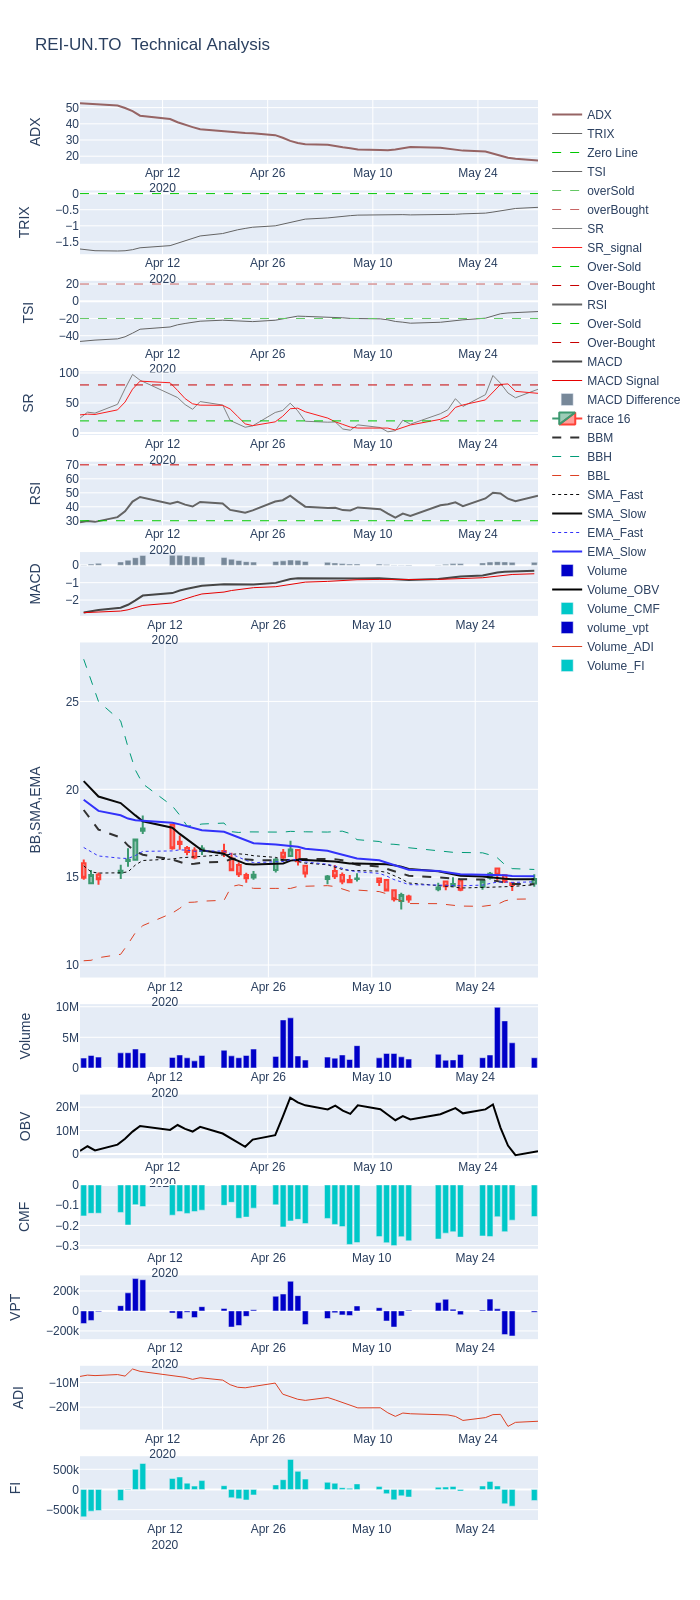 REI-UN.TO  Technical Analysis
ADX
50
40
30
20
Apr 12
2020
Apr 26
May 10
May 24
TRIX
0
−0.5
−1
−1.5
Apr 12
2020
Apr 26
May 10
May 24
TSI
20
0
−20
−40
Apr 12
2020
Apr 26
May 10
May 24
SR
100
50
0
Apr 12
2020
Apr 26
May 10
May 24
RSI
70
60
50
40
30
Apr 12
2020
Apr 26
May 10
May 24
MACD
0
−1
−2
Apr 12
2020
Apr 26
May 10
May 24
BB,SMA,EMA
25
20
15
10
Apr 12
2020
Apr 26
May 10
May 24
Volume
10M
5M
0
Apr 12
2020
Apr 26
May 10
May 24
OBV
20M
10M
0
Apr 12
2020
Apr 26
May 10
May 24
CMF
0
−0.1
−0.2
−0.3
Apr 12
2020
Apr 26
May 10
May 24
VPT
200k
0
−200k
Apr 12
2020
Apr 26
May 10
May 24
ADI
−10M
−20M
Apr 12
2020
Apr 26
May 10
May 24
FI
500k
0
−500k
Apr 12
2020
Apr 26
May 10
May 24
ADX
TRIX
Zero Line
TSI
overSold
overBought
SR
SR_signal
Over-Sold
Over-Bought
RSI
Over-Sold
Over-Bought
MACD
MACD Signal
MACD Difference
trace 16
BBM
BBH
BBL
SMA_Fast
SMA_Slow
EMA_Fast
EMA_Slow
Volume
Volume_OBV
Volume_CMF
volume_vpt
Volume_ADI
Volume_FI